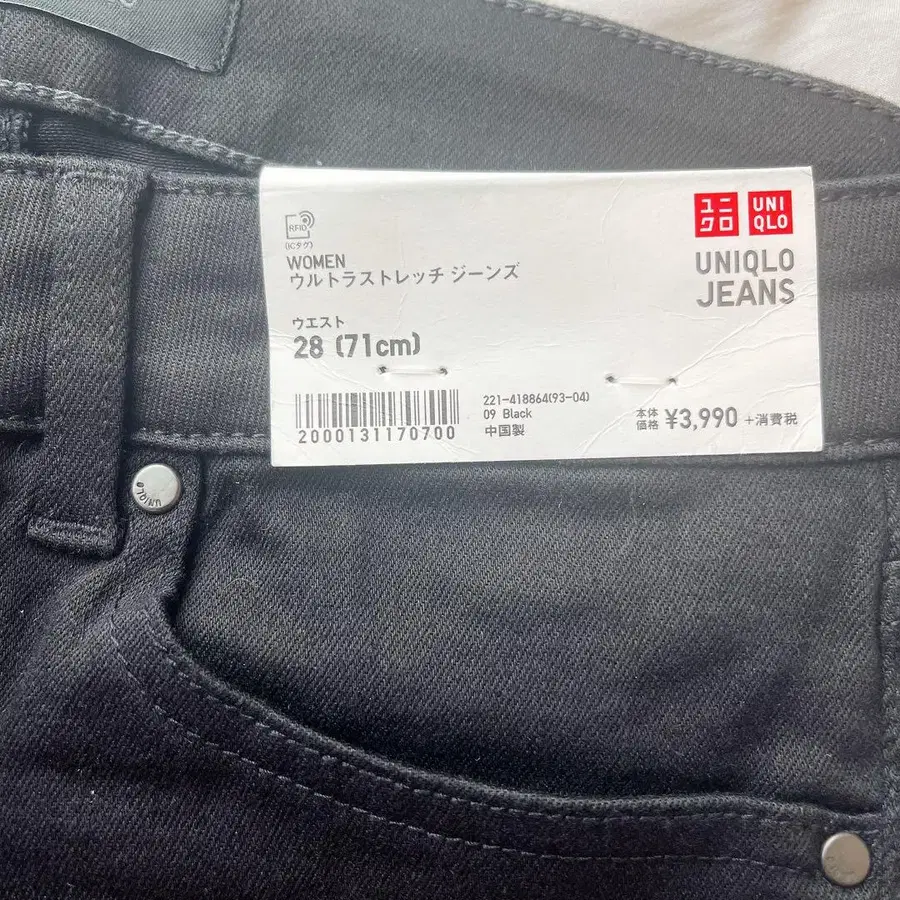 RFID
(ICタグ)
WOMEN
ウルトラストレッチ ジーンズ
ユニ
クロ
UNI
QLO
UNIQLO
JEANS
ウエスト
28 (71cm)
2000131170700
221-418864(93-04)
09 Black
中国製
本体
価格 ¥3,990 +消費税
UNIQLO